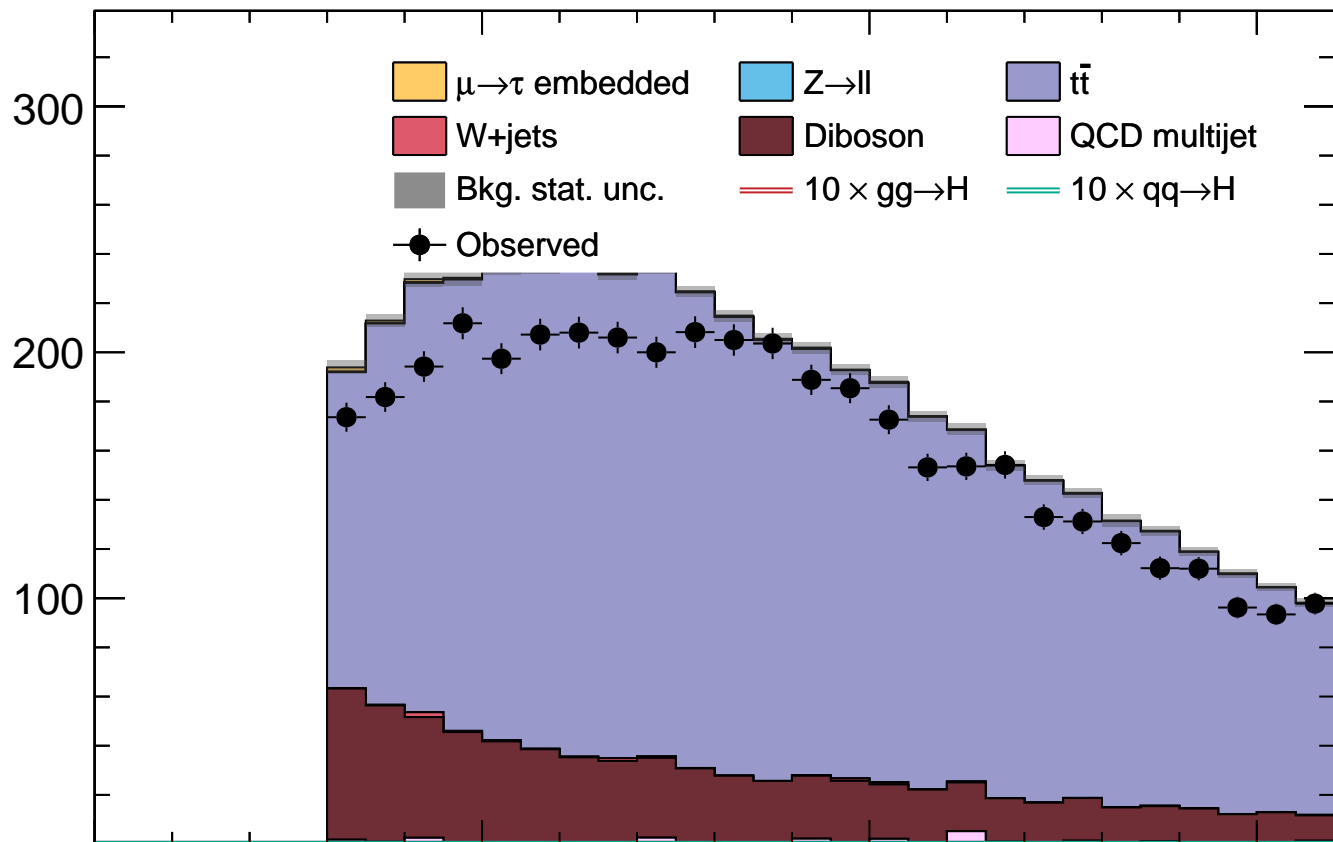 300
μ→τ embedded Z→ll tt̄
W+jets Diboson QCD multijet
Bkg. stat. unc. 10 × gg→H 10 × qq→H
Observed
200
100